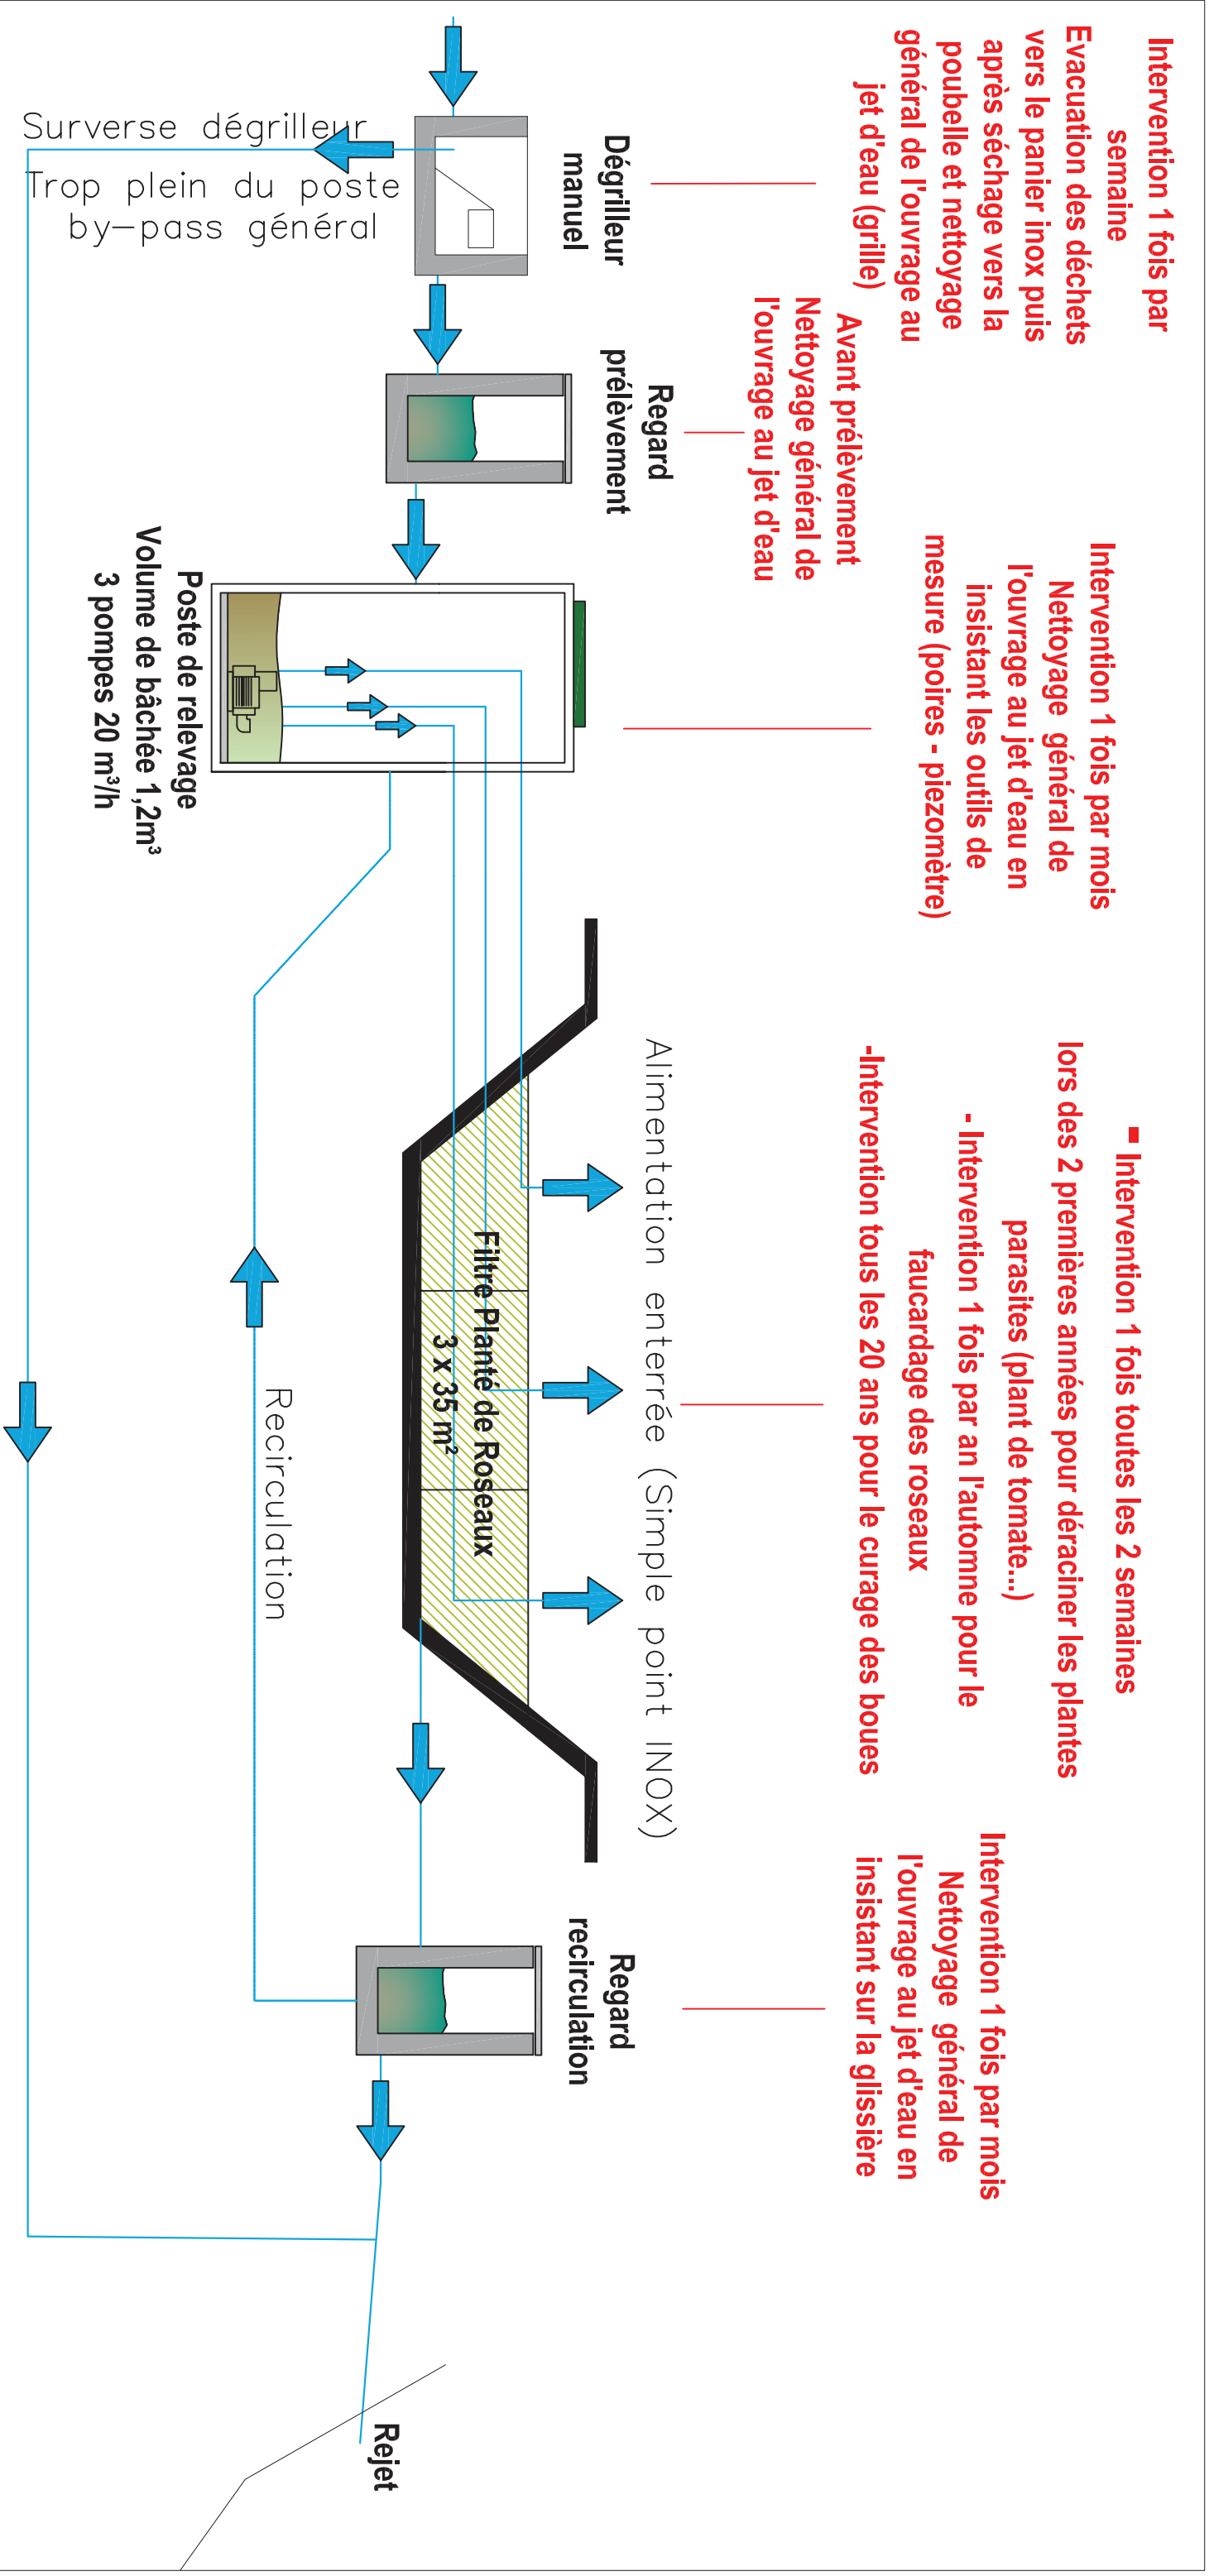 Intervention 1 fois par
semaine
Evacuation des déchets
vers le panier inox puis
après séchage vers la
poubelle et nettoyage
général de l'ouvrage au
jet d'eau (grille)
Avant prélèvement
Nettoyage général de
l'ouvrage au jet d'eau
Intervention 1 fois par mois
Nettoyage général de
l'ouvrage au jet d'eau en
insistant les outils de
mesure (poires - piezomètre)
- Intervention 1 fois toutes les 2 semaines
lors des 2 premières années pour déraciner les plantes
parasites (plant de tomate...)
- Intervention 1 fois par an l'automne pour le
faucardage des roseaux
-Intervention tous les 20 ans pour le curage des boues
Intervention 1 fois par mois
Nettoyage général de
l'ouvrage au jet d'eau en
insistant sur la glissière
Dégrilleur
manuel
Regard
prélèvement
Alimentation enterrée (Simple point INOX)
Regard
recirculation
Filtre Planté de Roseaux
3 x 35 m²
Surverse dégrilleur
Trop plein du poste
by-pass général
Poste de relevage
Volume de bâchée 1,2m³
3 pompes 20 m³/h
Recirculation
Rejet